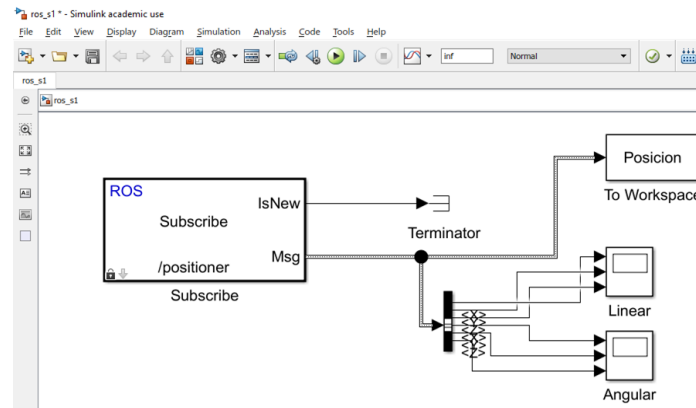 ros_s1 * - Simulink academic use
File Edit View Display Diagram Simulation Analysis Code Tools Help
inf
Normal
ros_s1
ros_s1
ROS
IsNew
Subscribe
Msg
/positioner
Subscribe
Terminator
Posicion
To Workspace
Linear
Angular